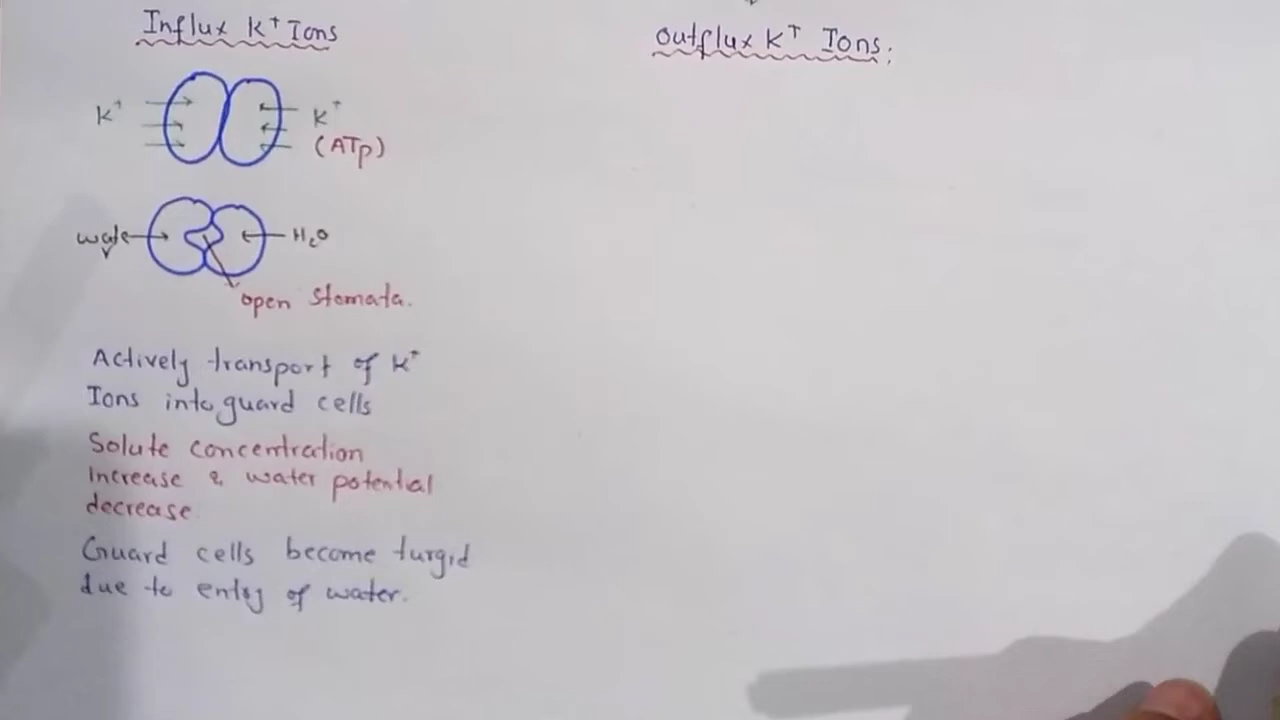 Influx K⁺ Ions
K⁺
K⁺
(ATp)
water
H₂O
open stomata.
Actively transport of K⁺
Ions into guard cells
Solute concentration
Increase & water potential
decrease
Guard cells become turgid
due to entry of water.
outflux K⁺ Ions: